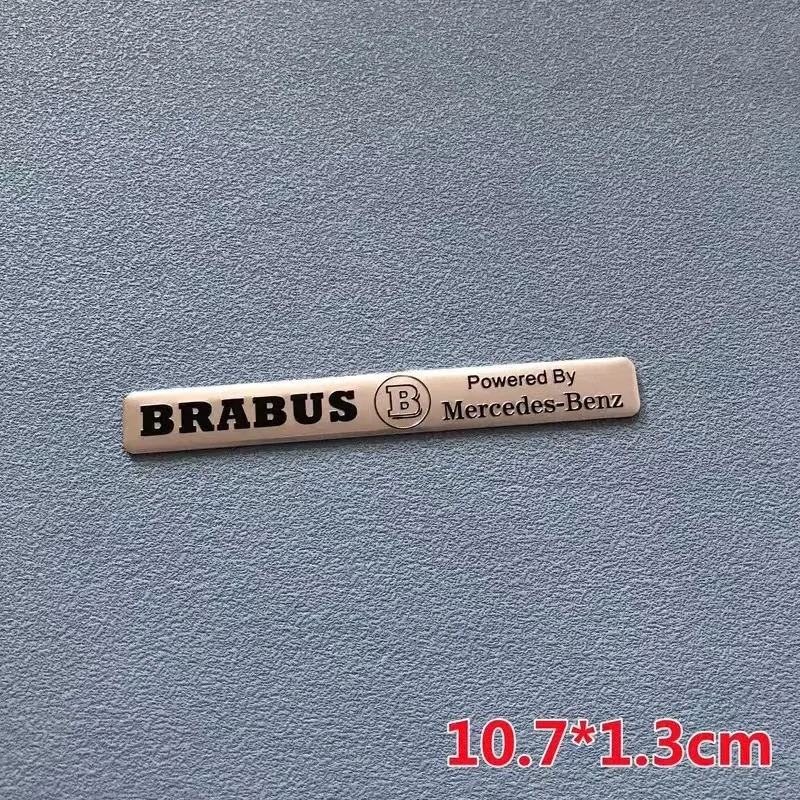 BRABUS B Powered By
Mercedes-Benz
10.7*1.3cm